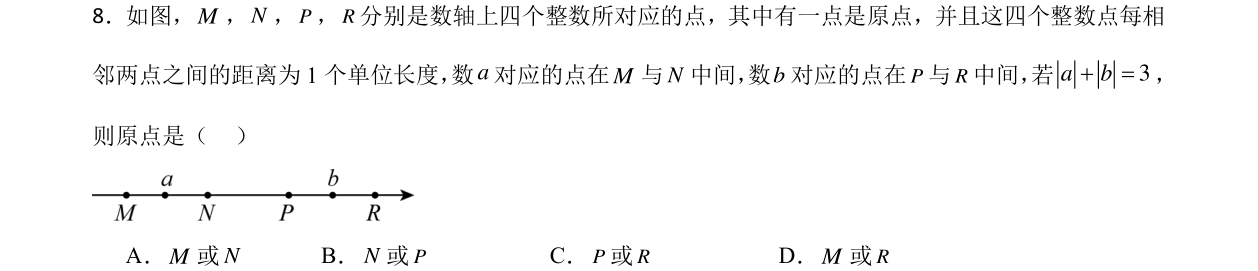 8．如图，M，N，P，R分别是数轴上四个整数所对应的点，其中有一点是原点，并且这四个整数点每相
邻两点之间的距离为 1 个单位长度，数a对应的点在M 与N 中间，数b对应的点在P与R中间，若|a|+|b|=3，
则原点是（　）
a b
M N P R
A．M 或N B．N 或P C．P或R D．M 或R